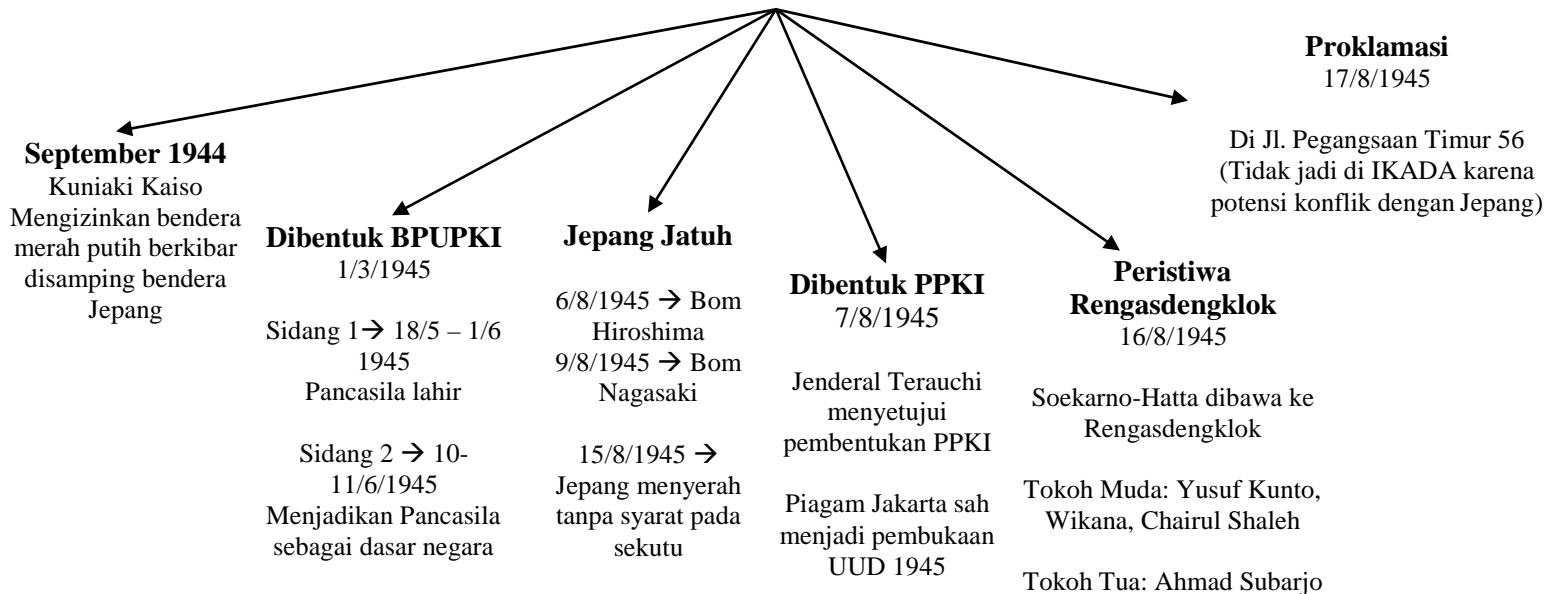 September 1944
Kuniaki Kaiso
Mengizinkan bendera
merah putih berkibar
disamping bendera
Jepang
Dibentuk BPUPKI
1/3/1945
Sidang 1→ 18/5 – 1/6
1945
Pancasila lahir
Sidang 2 → 10-
11/6/1945
Menjadikan Pancasila
sebagai dasar negara
Jepang Jatuh
6/8/1945 → Bom
Hiroshima
9/8/1945 → Bom
Nagasaki
15/8/1945 →
Jepang menyerah
tanpa syarat pada
sekutu
Dibentuk PPKI
7/8/1945
Jenderal Terauchi
menyetujui
pembentukan PPKI
Piagam Jakarta sah
menjadi pembukaan
UUD 1945
Peristiwa
Rengasdengklok
16/8/1945
Soekarno-Hatta dibawa ke
Rengasdengklok
Tokoh Muda: Yusuf Kunto,
Wikana, Chairul Shaleh
Tokoh Tua: Ahmad Subarjo
Proklamasi
17/8/1945
Di Jl. Pegangsaan Timur 56
(Tidak jadi di IKADA karena
potensi konflik dengan Jepang)